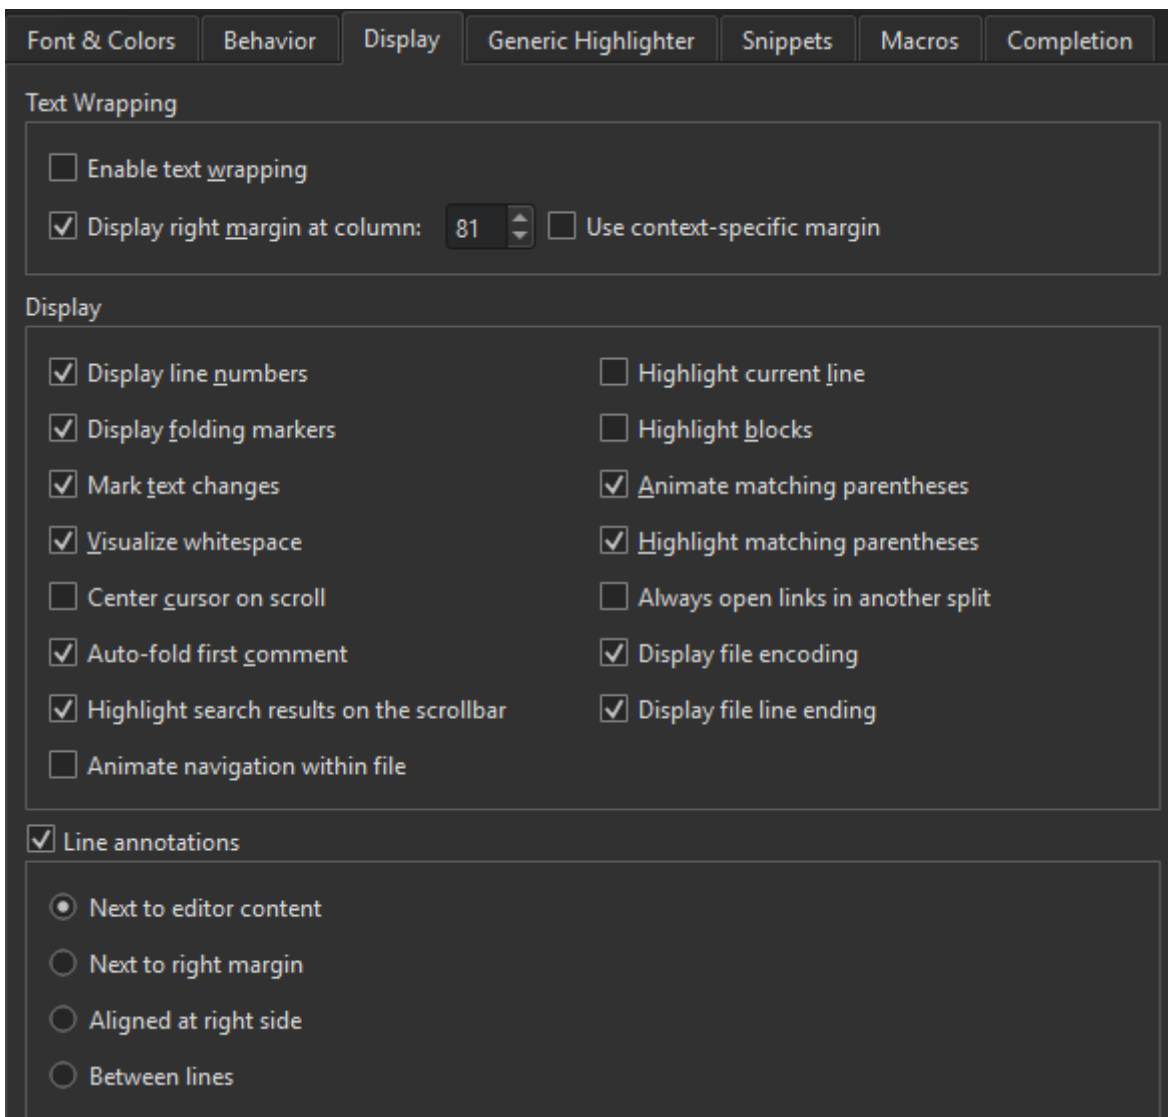 Font & Colors Behavior Display Generic Highlighter Snippets Macros Completion
Text Wrapping
Enable text wrapping
Display right margin at column: 81 Use context-specific margin
Display
Display line numbers Highlight current line
Display folding markers Highlight blocks
Mark text changes Animate matching parentheses
Visualize whitespace Highlight matching parentheses
Center cursor on scroll Always open links in another split
Auto-fold first comment Display file encoding
Highlight search results on the scrollbar Display file line ending
Animate navigation within file
Line annotations
Next to editor content
Next to right margin
Aligned at right side
Between lines